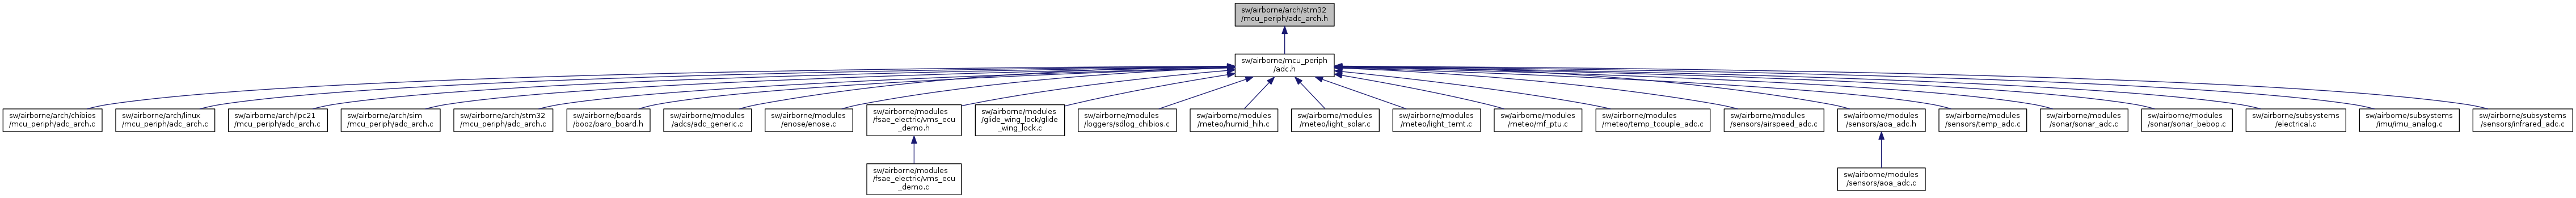 sw/airborne/arch/stm32
/mcu_periph/adc_arch.h
sw/airborne/mcu_periph
/adc.h
sw/airborne/arch/chibios
/mcu_periph/adc_arch.c
sw/airborne/arch/linux
/mcu_periph/adc_arch.c
sw/airborne/arch/lpc21
/mcu_periph/adc_arch.c
sw/airborne/arch/sim
/mcu_periph/adc_arch.c
sw/airborne/arch/stm32
/mcu_periph/adc_arch.c
sw/airborne/boards
/booz/baro_board.h
sw/airborne/modules
/adcs/adc_generic.c
sw/airborne/modules
/enose/enose.c
sw/airborne/modules
/fsae_electric/vms_ecu
_demo.h
sw/airborne/modules
/glide_wing_lock/glide
_wing_lock.c
sw/airborne/modules
/loggers/sdlog_chibios.c
sw/airborne/modules
/meteo/humid_hih.c
sw/airborne/modules
/meteo/light_solar.c
sw/airborne/modules
/meteo/light_temt.c
sw/airborne/modules
/meteo/mf_ptu.c
sw/airborne/modules
/meteo/temp_tcouple_adc.c
sw/airborne/modules
/sensors/airspeed_adc.c
sw/airborne/modules
/sensors/aoa_adc.h
sw/airborne/modules
/sensors/temp_adc.c
sw/airborne/modules
/sonar/sonar_adc.c
sw/airborne/modules
/sonar/sonar_bebop.c
sw/airborne/subsystems
/electrical.c
sw/airborne/subsystems
/imu/imu_analog.c
sw/airborne/subsystems
/sensors/infrared_adc.c
sw/airborne/modules
/fsae_electric/vms_ecu
_demo.c
sw/airborne/modules
/sensors/aoa_adc.c